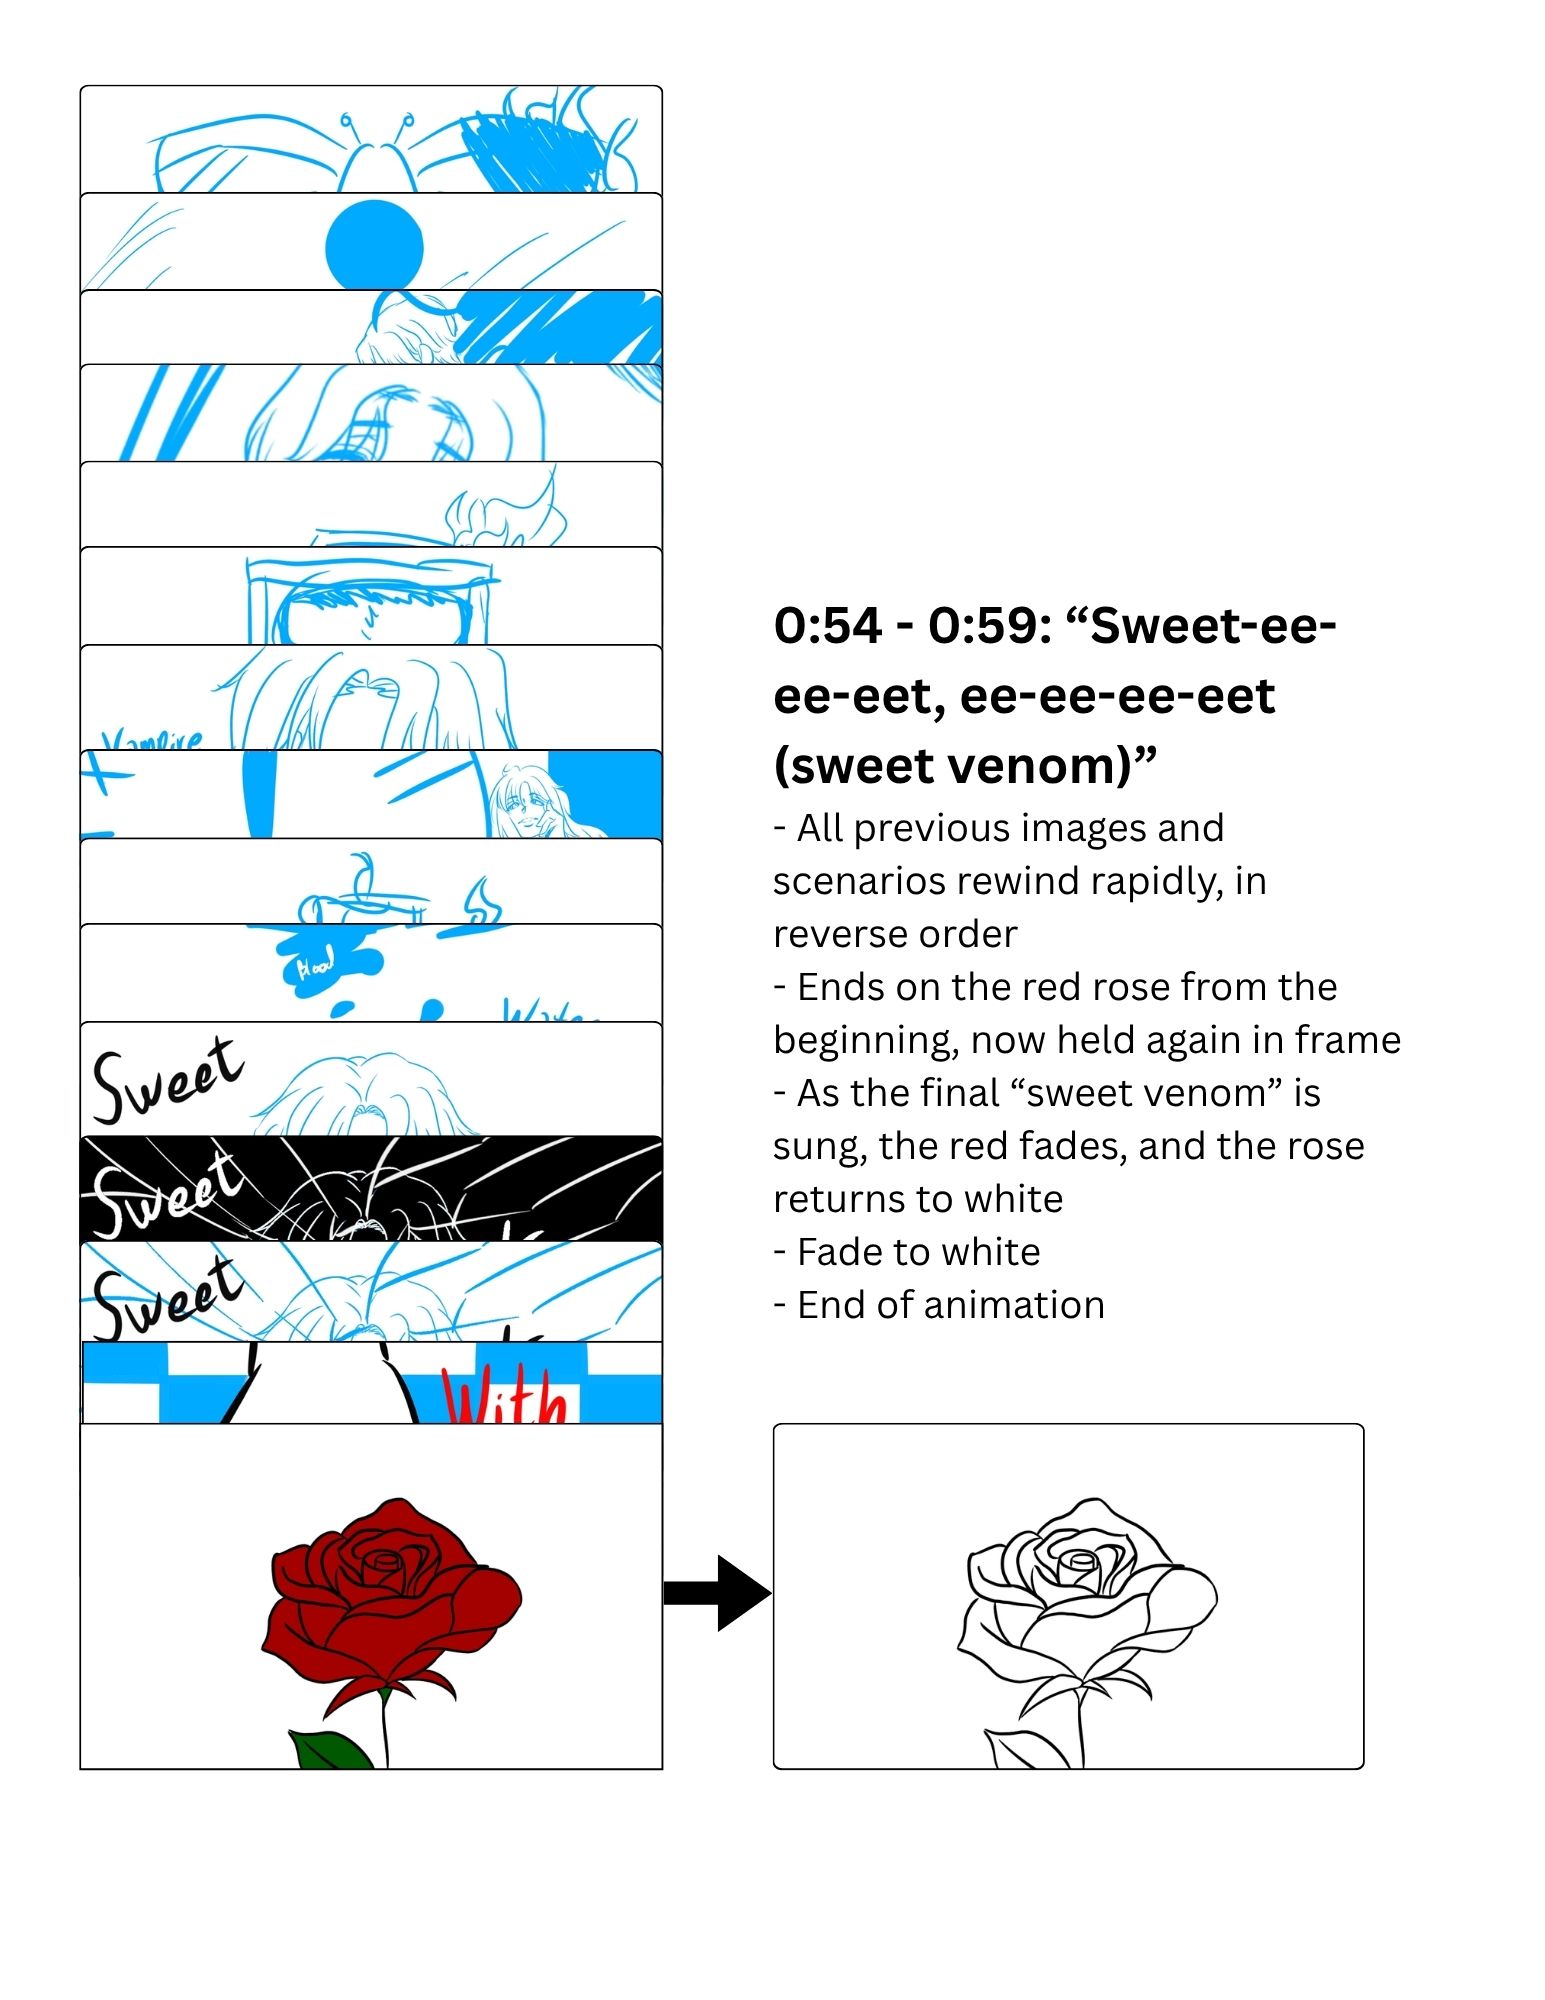 Vampire
blood
Sweet
Sweet
Sweet
With
0:54 - 0:59: “Sweet-ee-
ee-eet, ee-ee-ee-eet
(sweet venom)”
- All previous images and
scenarios rewind rapidly, in
reverse order
- Ends on the red rose from the
beginning, now held again in frame
- As the final “sweet venom” is
sung, the red fades, and the rose
returns to white
- Fade to white
- End of animation